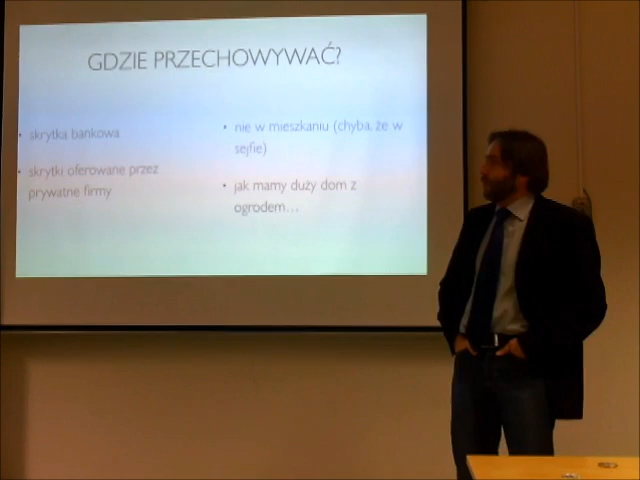 GDZIE PRZECHOWYWAĆ?
• skrytka bankowa
• skrytki oferowane przez
prywatne firmy
• nie w mieszkaniu (chyba, że w
sejfie)
• jak mamy duży dom z
ogrodem...